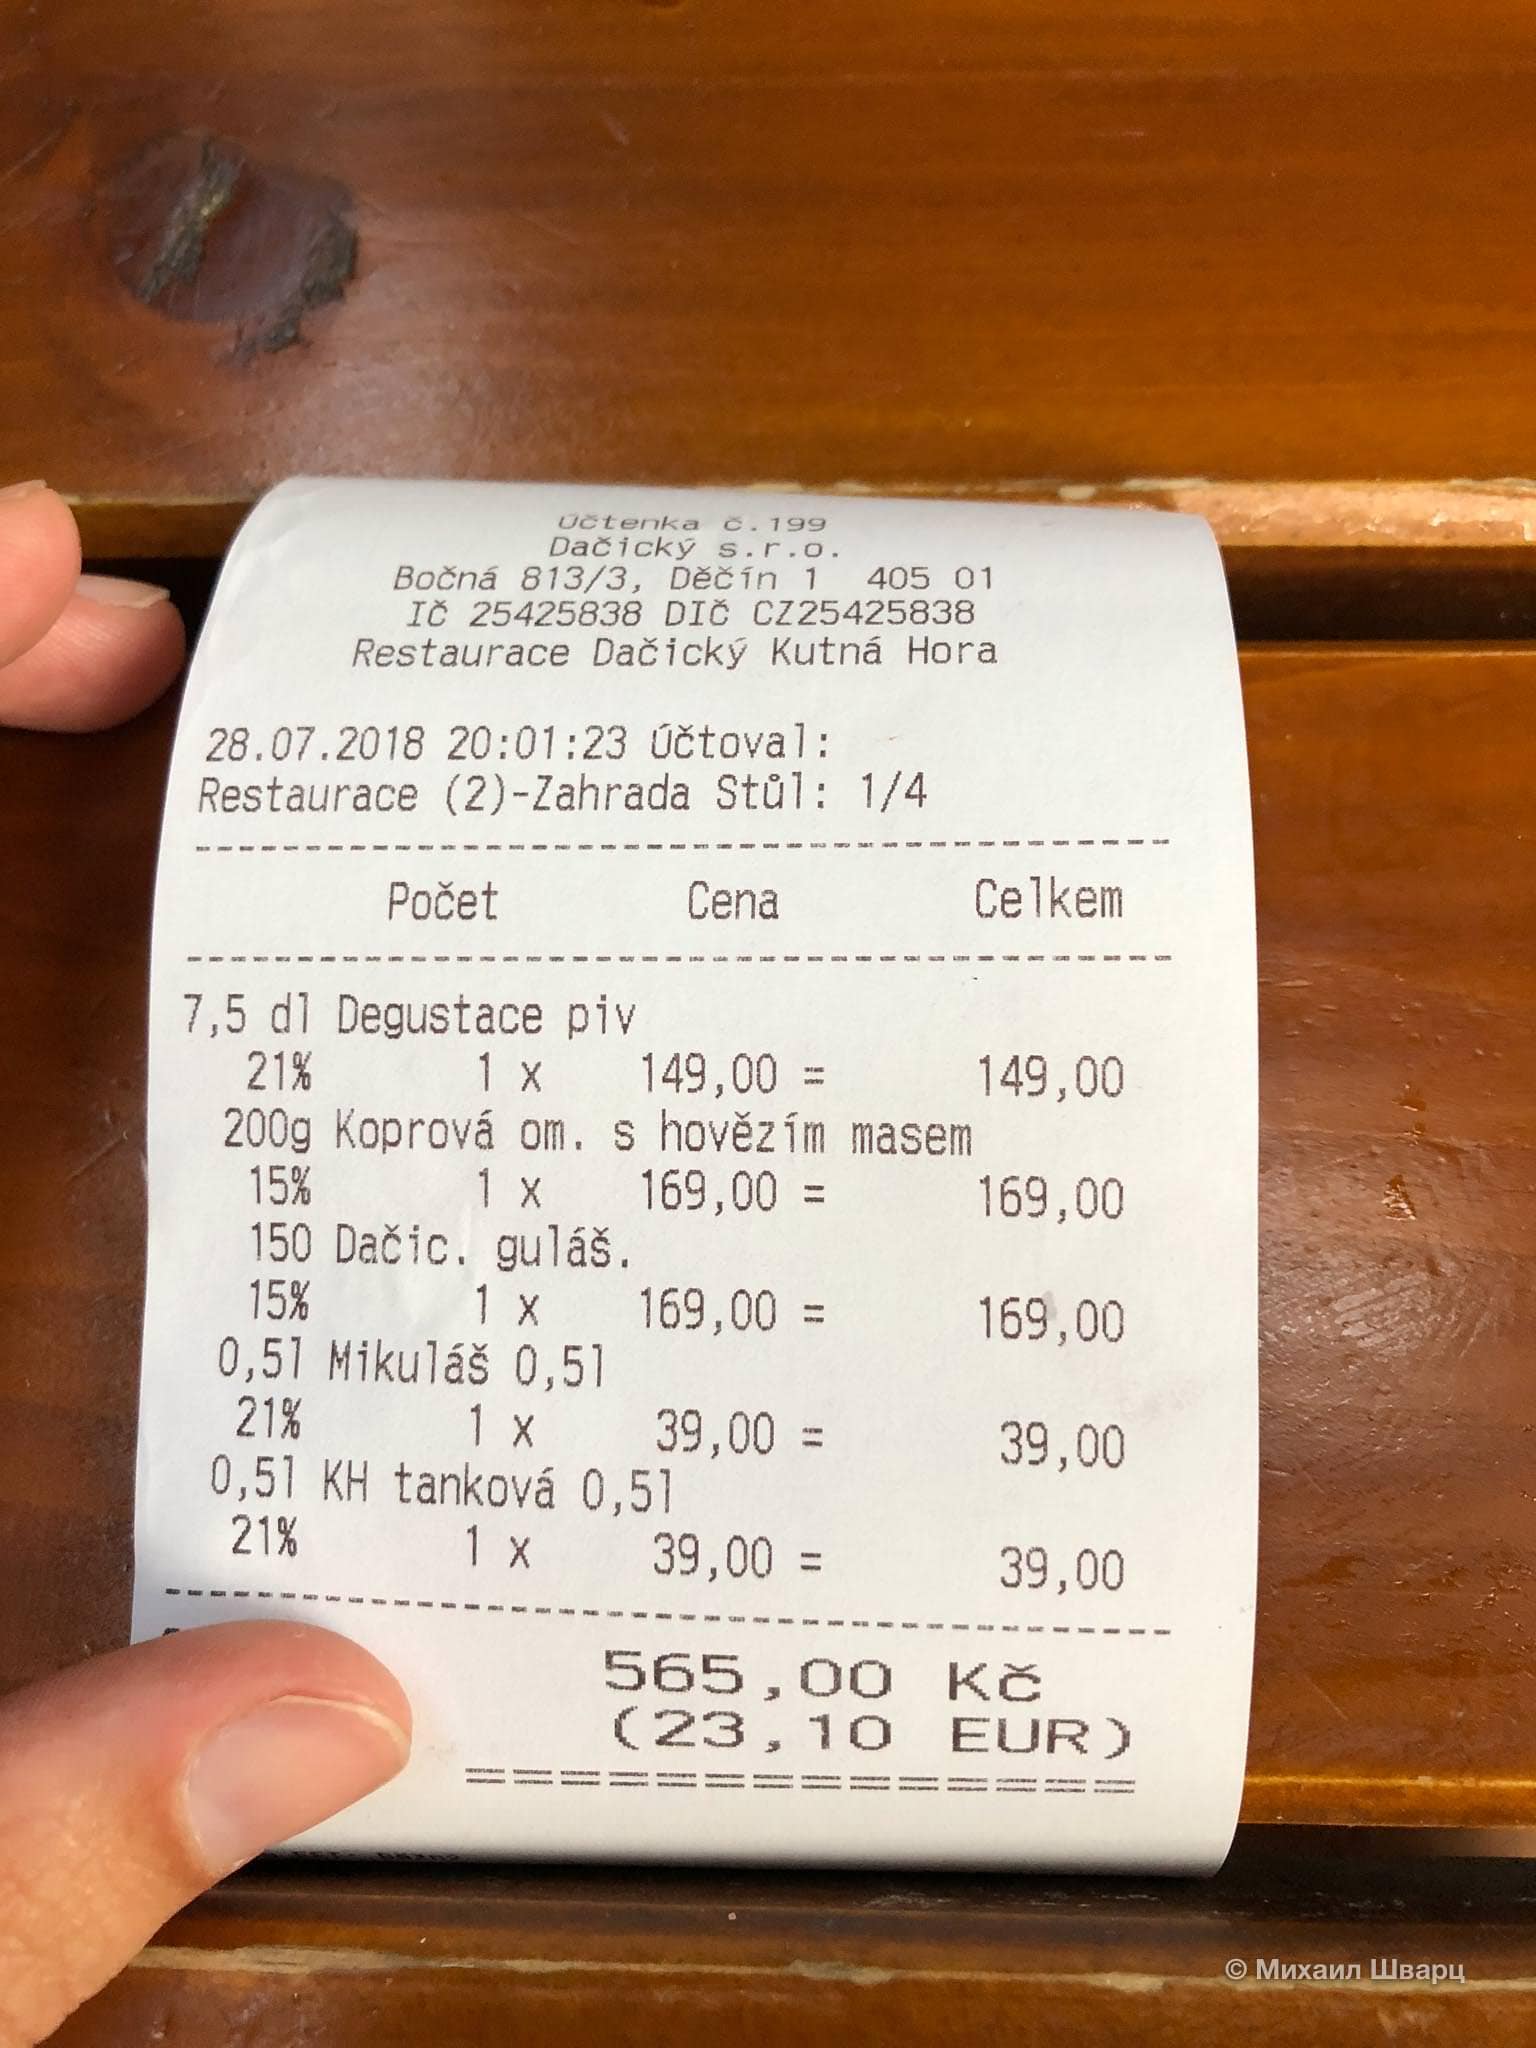 Účtenka č.199
Dačický s.r.o.
Bočná 813/3, Děčín 1 405 01
IČ 25425838 DIČ CZ25425838
Restaurace Dačický Kutná Hora
28.07.2018 20:01:23 Účtoval:
Restaurace (2)-Zahrada Stůl: 1/4
Počet Cena Celkem
7,5 dl Degustace piv
21% 1 x 149,00 = 149,00
200g Koprová om. s hovězím masem
15% 1 x 169,00 = 169,00
150 Dačic. guláš.
15% 1 x 169,00 = 169,00
0,5l Mikuláš 0,5l
21% 1 x 39,00 = 39,00
0,5l KH tanková 0,5l
21% 1 x 39,00 = 39,00
565,00 Kč
(23,10 EUR)
© Михаил Шварц